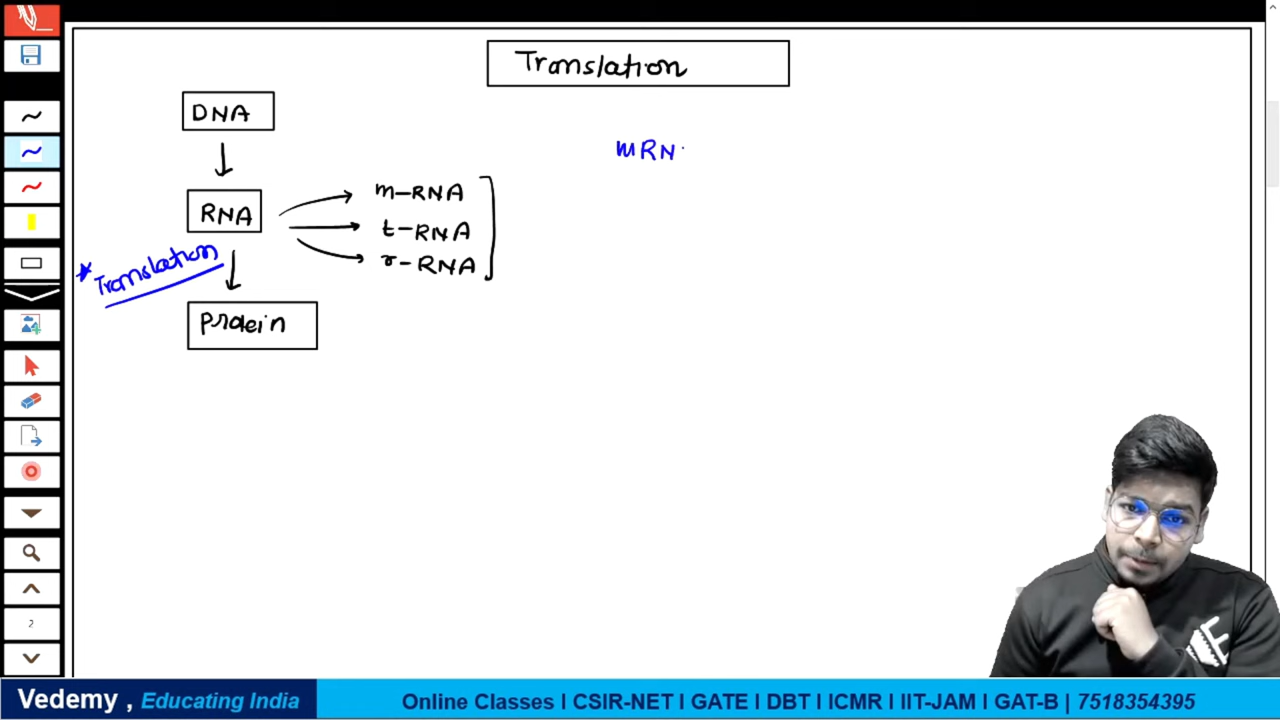 Translation
DNA
mRN
RNA
m-RNA
t-RNA
r-RNA
Translation
Protein
2
Vedemy , Educating India
Online Classes I CSIR-NET I GATE I DBT I ICMR I IIT-JAM I GAT-B | 7518354395